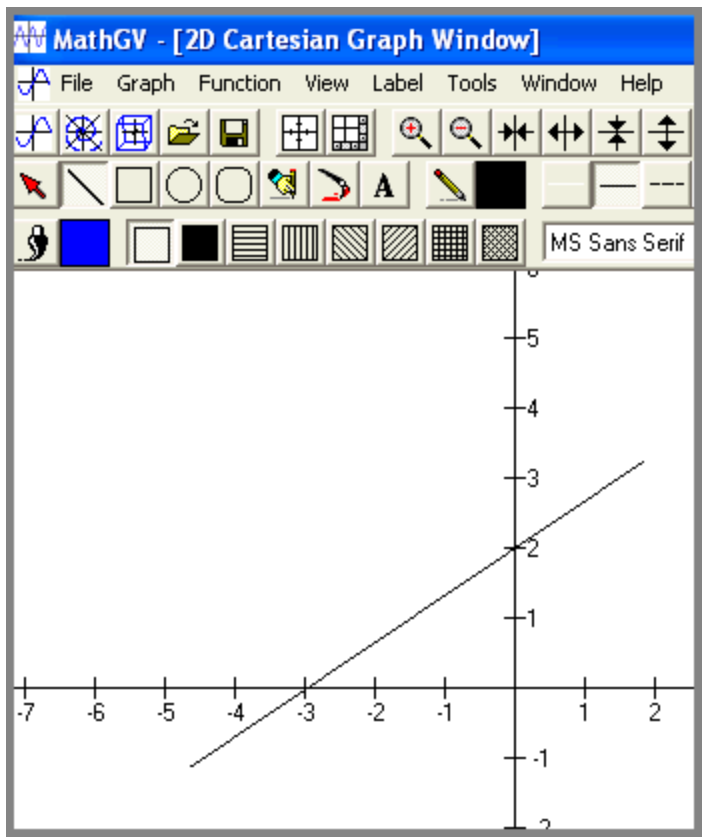 MathGV - [2D Cartesian Graph Window]
File Graph Function View Label Tools Window Help
A
MS Sans Serif
5
4
3
2
1
-7 -6 -5 -4 -3 -2 -1 1 2
-1